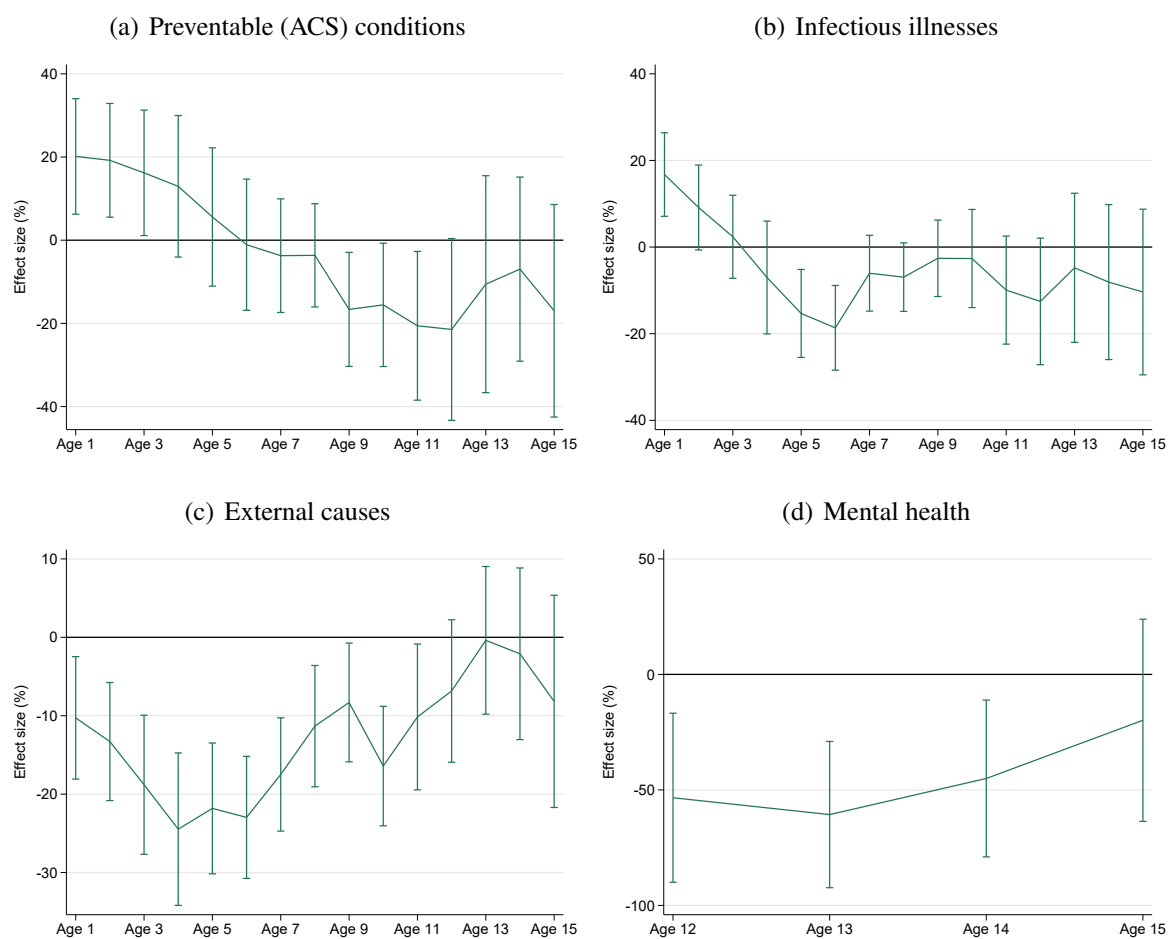 (a) Preventable (ACS) conditions
40
20
0
-20
-40
Effect size (%)
Age 1 Age 3 Age 5 Age 7 Age 9 Age 11 Age 13 Age 15
(b) Infectious illnesses
40
20
0
-20
-40
Effect size (%)
Age 1 Age 3 Age 5 Age 7 Age 9 Age 11 Age 13 Age 15
(c) External causes
10
0
-10
-20
-30
Effect size (%)
Age 1 Age 3 Age 5 Age 7 Age 9 Age 11 Age 13 Age 15
(d) Mental health
50
0
-50
-100
Effect size (%)
Age 12 Age 13 Age 14 Age 15